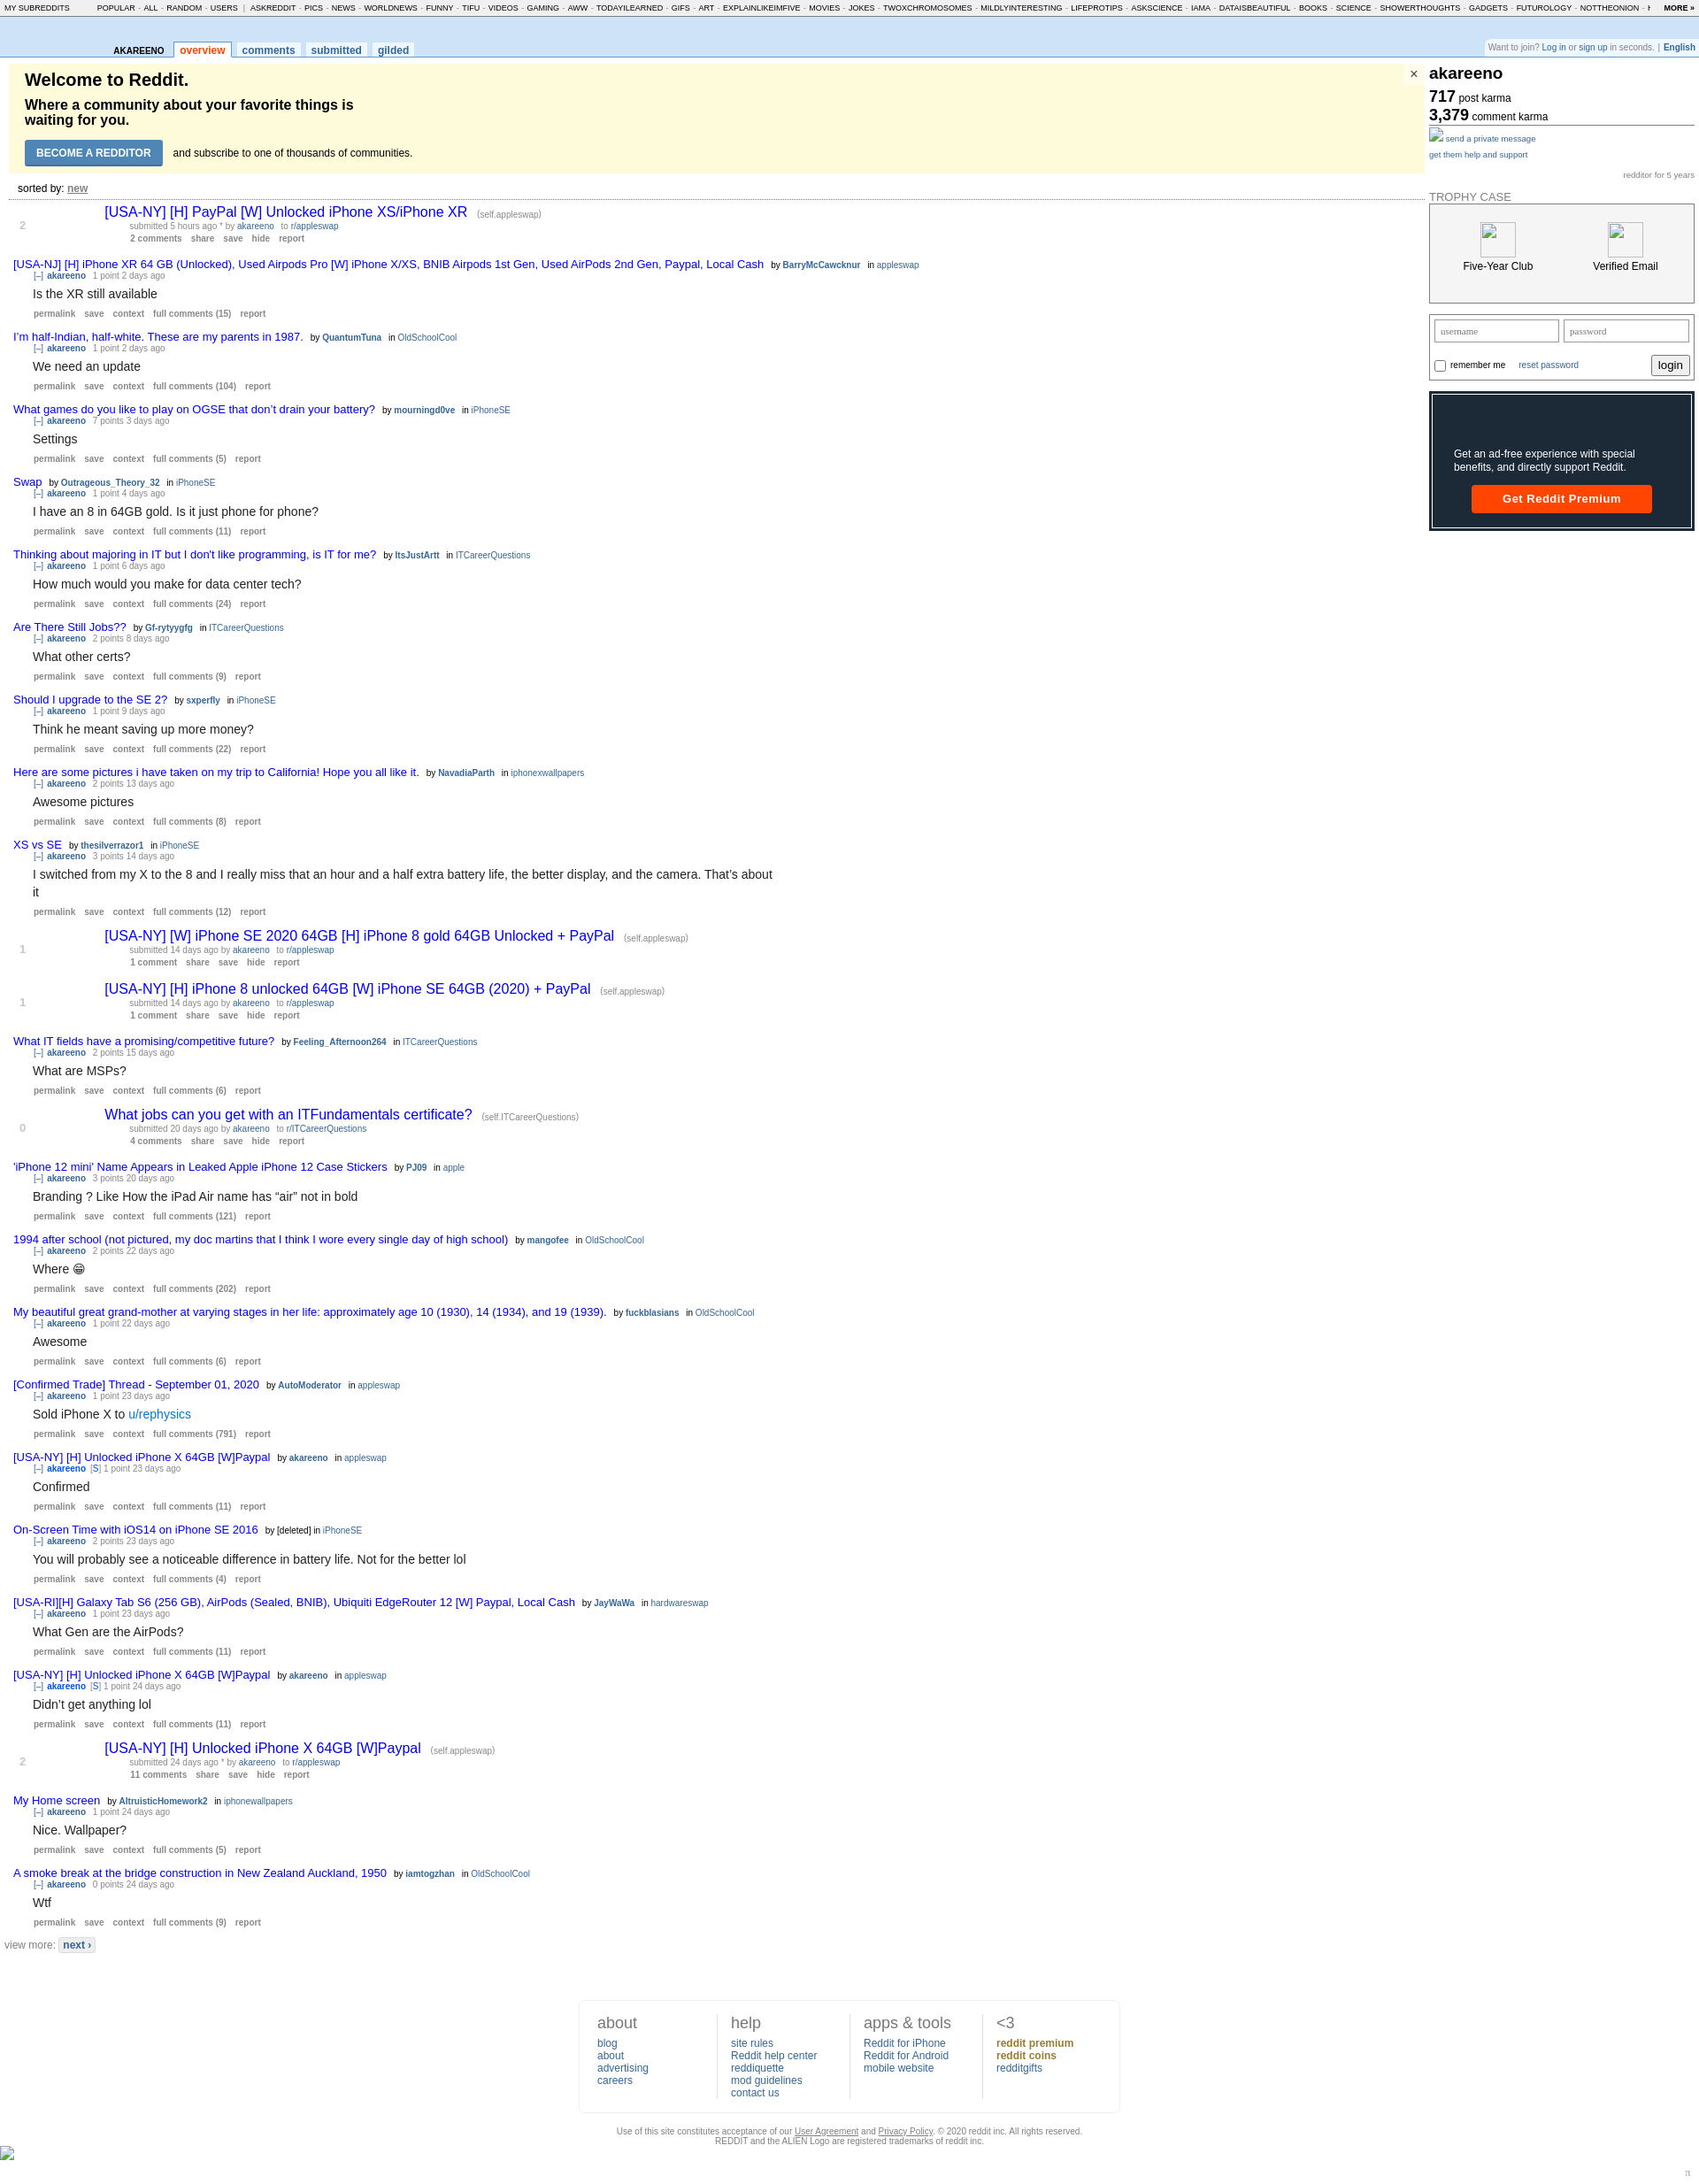 MY SUBREDDITS POPULAR - ALL - RANDOM - USERS | ASKREDDIT - PICS - NEWS - WORLDNEWS - FUNNY - TIFU - VIDEOS - GAMING - AWW - TODAYILEARNED - GIFS - ART - EXPLAINLIKEIMFIVE - MOVIES - JOKES - TWOXCHROMOSOMES - MILDLYINTERESTING - LIFEPROTIPS - ASKSCIENCE - IAMA - DATAISBEAUTIFUL - BOOKS - SCIENCE - SHOWERTHOUGHTS - GADGETS - FUTUROLOGY - NOTTHEONION - MORE »
AKAREENO overview comments submitted gilded
Want to join? Log in or sign up in seconds. | English
Welcome to Reddit.
×
Where a community about your favorite things is
waiting for you.
BECOME A REDDITOR and subscribe to one of thousands of communities.
sorted by: new
2
[USA-NY] [H] PayPal [W] Unlocked iPhone XS/iPhone XR (self.appleswap)
submitted 5 hours ago * by akareeno to r/appleswap
2 comments share save hide report
[USA-NJ] [H] iPhone XR 64 GB (Unlocked), Used Airpods Pro [W] iPhone X/XS, BNIB Airpods 1st Gen, Used AirPods 2nd Gen, Paypal, Local Cash by BarryMcCawcknur in appleswap
[–] akareeno 1 point 2 days ago
Is the XR still available
permalink save context full comments (15) report
I’m half-Indian, half-white. These are my parents in 1987. by QuantumTuna in OldSchoolCool
[–] akareeno 1 point 2 days ago
We need an update
permalink save context full comments (104) report
What games do you like to play on OGSE that don’t drain your battery? by mourningd0ve in iPhoneSE
[–] akareeno 7 points 3 days ago
Settings
permalink save context full comments (5) report
Swap by Outrageous_Theory_32 in iPhoneSE
[–] akareeno 1 point 4 days ago
I have an 8 in 64GB gold. Is it just phone for phone?
permalink save context full comments (11) report
Thinking about majoring in IT but I don't like programming, is IT for me? by ItsJustArtt in ITCareerQuestions
[–] akareeno 1 point 6 days ago
How much would you make for data center tech?
permalink save context full comments (24) report
Are There Still Jobs?? by Gf-rytyygfg in ITCareerQuestions
[–] akareeno 2 points 8 days ago
What other certs?
permalink save context full comments (9) report
Should I upgrade to the SE 2? by sxperfly in iPhoneSE
[–] akareeno 1 point 9 days ago
Think he meant saving up more money?
permalink save context full comments (22) report
Here are some pictures i have taken on my trip to California! Hope you all like it. by NavadiaParth in iphonexwallpapers
[–] akareeno 2 points 13 days ago
Awesome pictures
permalink save context full comments (8) report
XS vs SE by thesilverrazor1 in iPhoneSE
[–] akareeno 3 points 14 days ago
I switched from my X to the 8 and I really miss that an hour and a half extra battery life, the better display, and the camera. That’s about
it
permalink save context full comments (12) report
1
[USA-NY] [W] iPhone SE 2020 64GB [H] iPhone 8 gold 64GB Unlocked + PayPal (self.appleswap)
submitted 14 days ago by akareeno to r/appleswap
1 comment share save hide report
1
[USA-NY] [H] iPhone 8 unlocked 64GB [W] iPhone SE 64GB (2020) + PayPal (self.appleswap)
submitted 14 days ago by akareeno to r/appleswap
1 comment share save hide report
What IT fields have a promising/competitive future? by Feeling_Afternoon264 in ITCareerQuestions
[–] akareeno 2 points 15 days ago
What are MSPs?
permalink save context full comments (6) report
0
What jobs can you get with an ITFundamentals certificate? (self.ITCareerQuestions)
submitted 20 days ago by akareeno to r/ITCareerQuestions
4 comments share save hide report
'iPhone 12 mini' Name Appears in Leaked Apple iPhone 12 Case Stickers by PJ09 in apple
[–] akareeno 3 points 20 days ago
Branding ? Like How the iPad Air name has “air” not in bold
permalink save context full comments (121) report
1994 after school (not pictured, my doc martins that I think I wore every single day of high school) by mangofee in OldSchoolCool
[–] akareeno 2 points 22 days ago
Where 😁
permalink save context full comments (202) report
My beautiful great grand-mother at varying stages in her life: approximately age 10 (1930), 14 (1934), and 19 (1939). by fuckblasians in OldSchoolCool
[–] akareeno 1 point 22 days ago
Awesome
permalink save context full comments (6) report
[Confirmed Trade] Thread - September 01, 2020 by AutoModerator in appleswap
[–] akareeno 1 point 23 days ago
Sold iPhone X to u/rephysics
permalink save context full comments (791) report
[USA-NY] [H] Unlocked iPhone X 64GB [W]Paypal by akareeno in appleswap
[–] akareeno [S] 1 point 23 days ago
Confirmed
permalink save context full comments (11) report
On-Screen Time with iOS14 on iPhone SE 2016 by [deleted] in iPhoneSE
[–] akareeno 2 points 23 days ago
You will probably see a noticeable difference in battery life. Not for the better lol
permalink save context full comments (4) report
[USA-RI][H] Galaxy Tab S6 (256 GB), AirPods (Sealed, BNIB), Ubiquiti EdgeRouter 12 [W] Paypal, Local Cash by JayWaWa in hardwareswap
[–] akareeno 1 point 23 days ago
What Gen are the AirPods?
permalink save context full comments (11) report
[USA-NY] [H] Unlocked iPhone X 64GB [W]Paypal by akareeno in appleswap
[–] akareeno [S] 1 point 24 days ago
Didn’t get anything lol
permalink save context full comments (11) report
2
[USA-NY] [H] Unlocked iPhone X 64GB [W]Paypal (self.appleswap)
submitted 24 days ago * by akareeno to r/appleswap
11 comments share save hide report
My Home screen by AltruisticHomework2 in iphonewallpapers
[–] akareeno 1 point 24 days ago
Nice. Wallpaper?
permalink save context full comments (5) report
A smoke break at the bridge construction in New Zealand Auckland, 1950 by iamtogzhan in OldSchoolCool
[–] akareeno 0 points 24 days ago
Wtf
permalink save context full comments (9) report
view more: next ›
akareeno
717 post karma
3,379 comment karma
send a private message
get them help and support
redditor for 5 years
TROPHY CASE
Five-Year Club Verified Email
username password
remember me reset password login
Get an ad-free experience with special
benefits, and directly support Reddit.
Get Reddit Premium
about
blog
about
advertising
careers
help
site rules
Reddit help center
reddiquette
mod guidelines
contact us
apps & tools
Reddit for iPhone
Reddit for Android
mobile website
<3
reddit premium
reddit coins
redditgifts
Use of this site constitutes acceptance of our User Agreement and Privacy Policy. © 2020 reddit inc. All rights reserved.
REDDIT and the ALIEN Logo are registered trademarks of reddit inc.
π